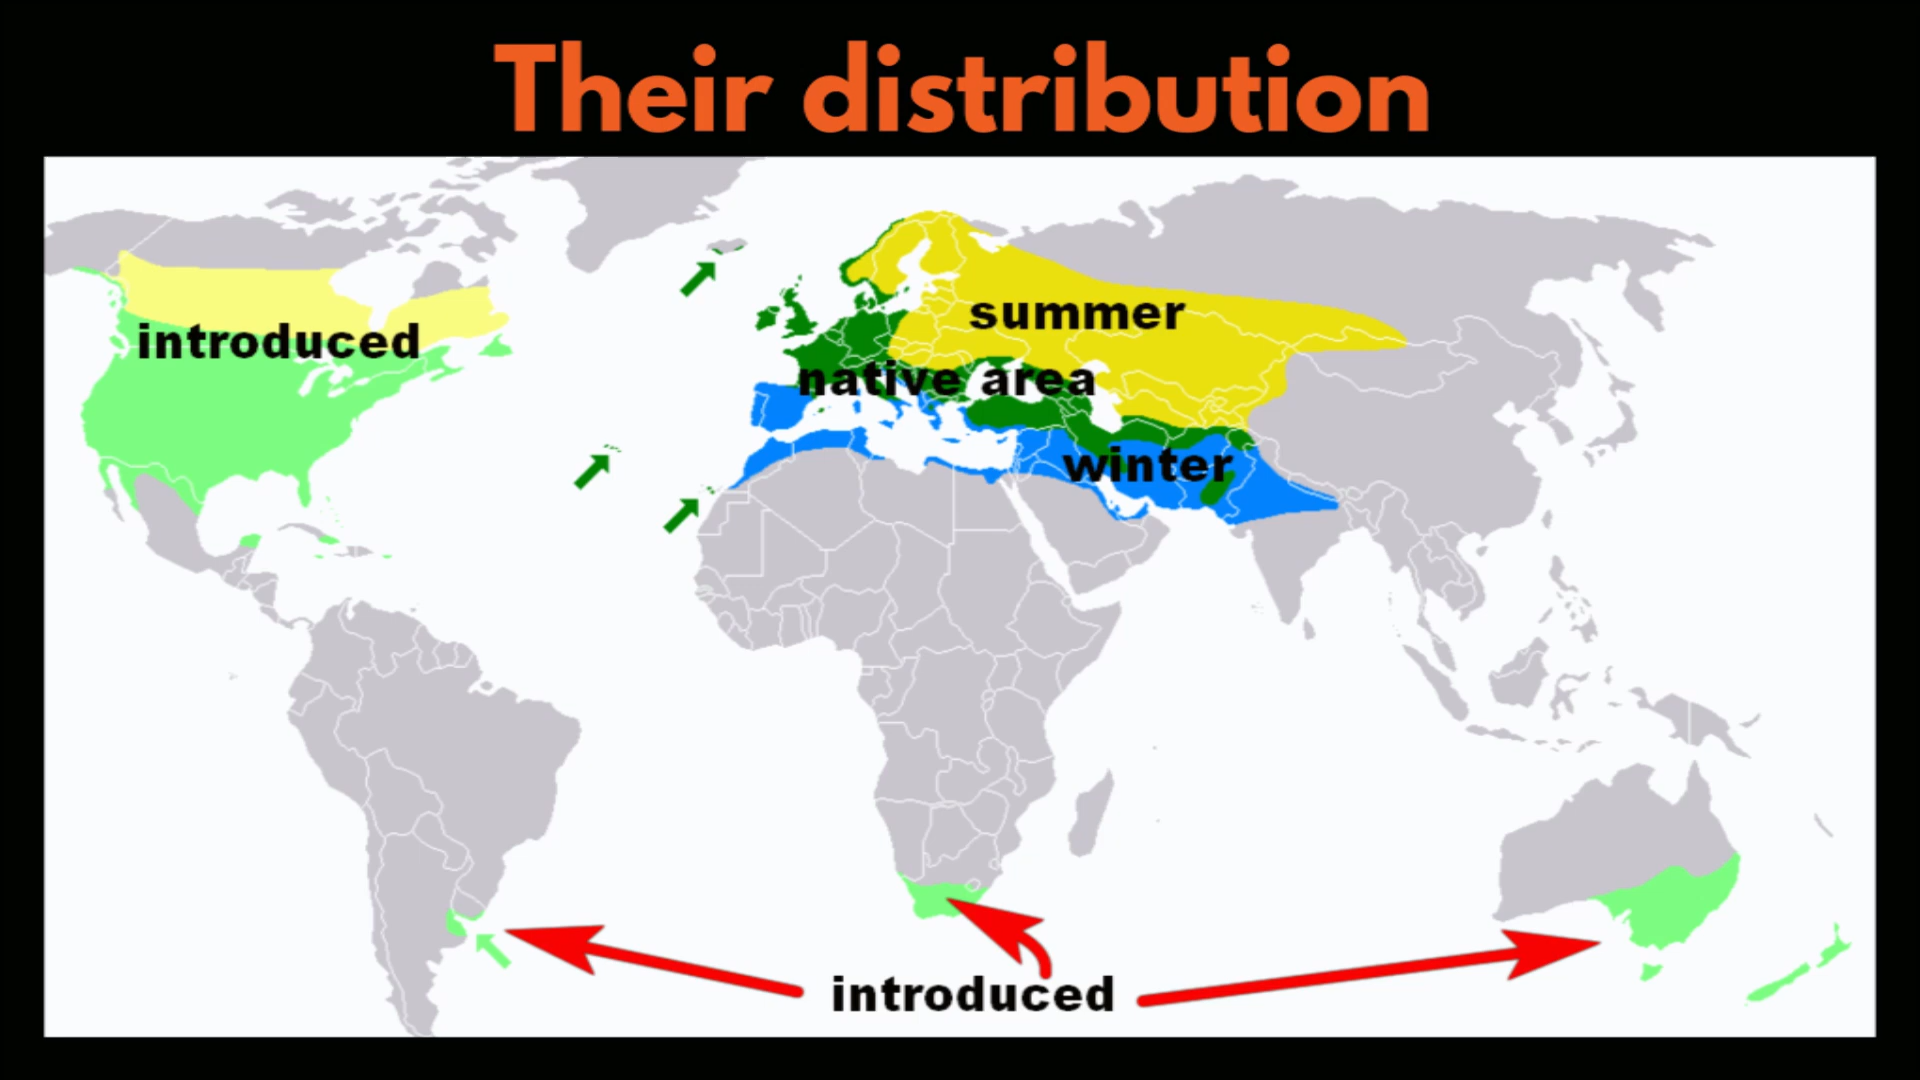 Their distribution
summer
introduced
native area
winter
introduced